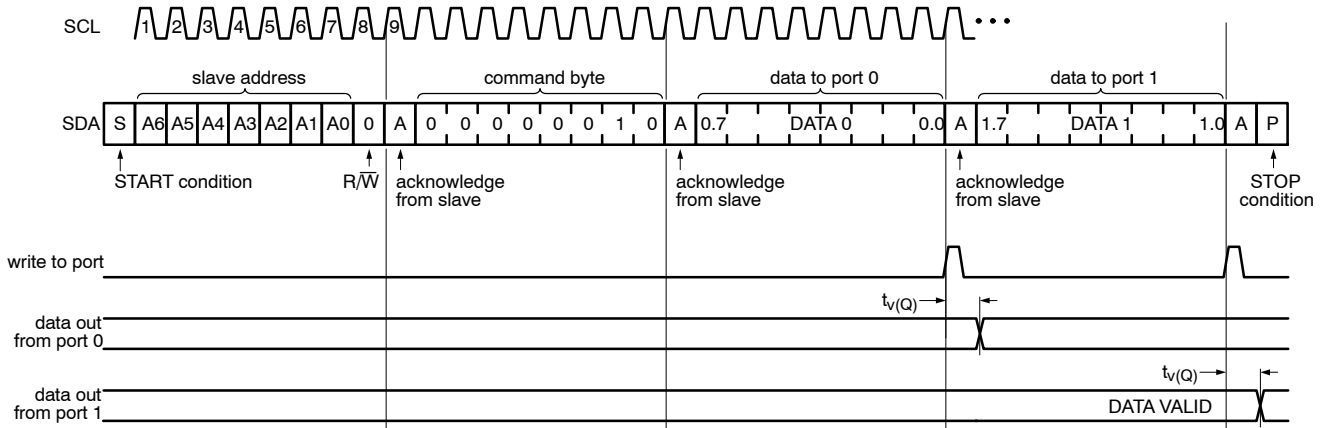 SCL 1 2 3 4 5 6 7 8 9 •••
slave address command byte data to port 0 data to port 1
SDA S A6 A5 A4 A3 A2 A1 A0 0 A 0 0 0 0 0 0 1 0 A 0.7 DATA 0 0.0 A 1.7 DATA 1 1.0 A P
START condition R/W̅ acknowledge acknowledge acknowledge STOP
from slave from slave from slave condition
write to port
tv(Q)
data out
from port 0
tv(Q)
data out
from port 1 DATA VALID